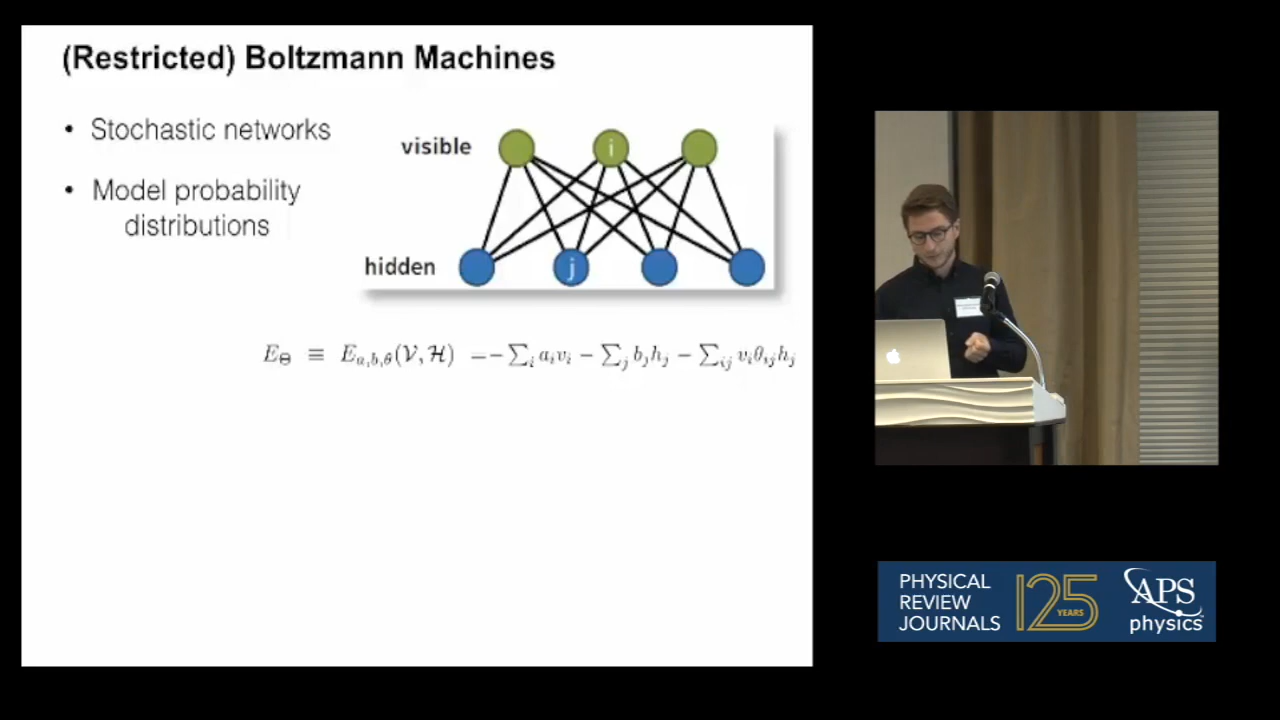 (Restricted) Boltzmann Machines
• Stochastic networks
• Model probability
distributions
visible
i
hidden
j
E_Θ ≡ E_{a,b,θ}(𝒱, ℋ) =− ∑_i a_i v_i − ∑_j b_j h_j − ∑_{ij} v_i θ_{ij} h_j
PHYSICAL
REVIEW
JOURNALS
125
YEARS
APS
physics